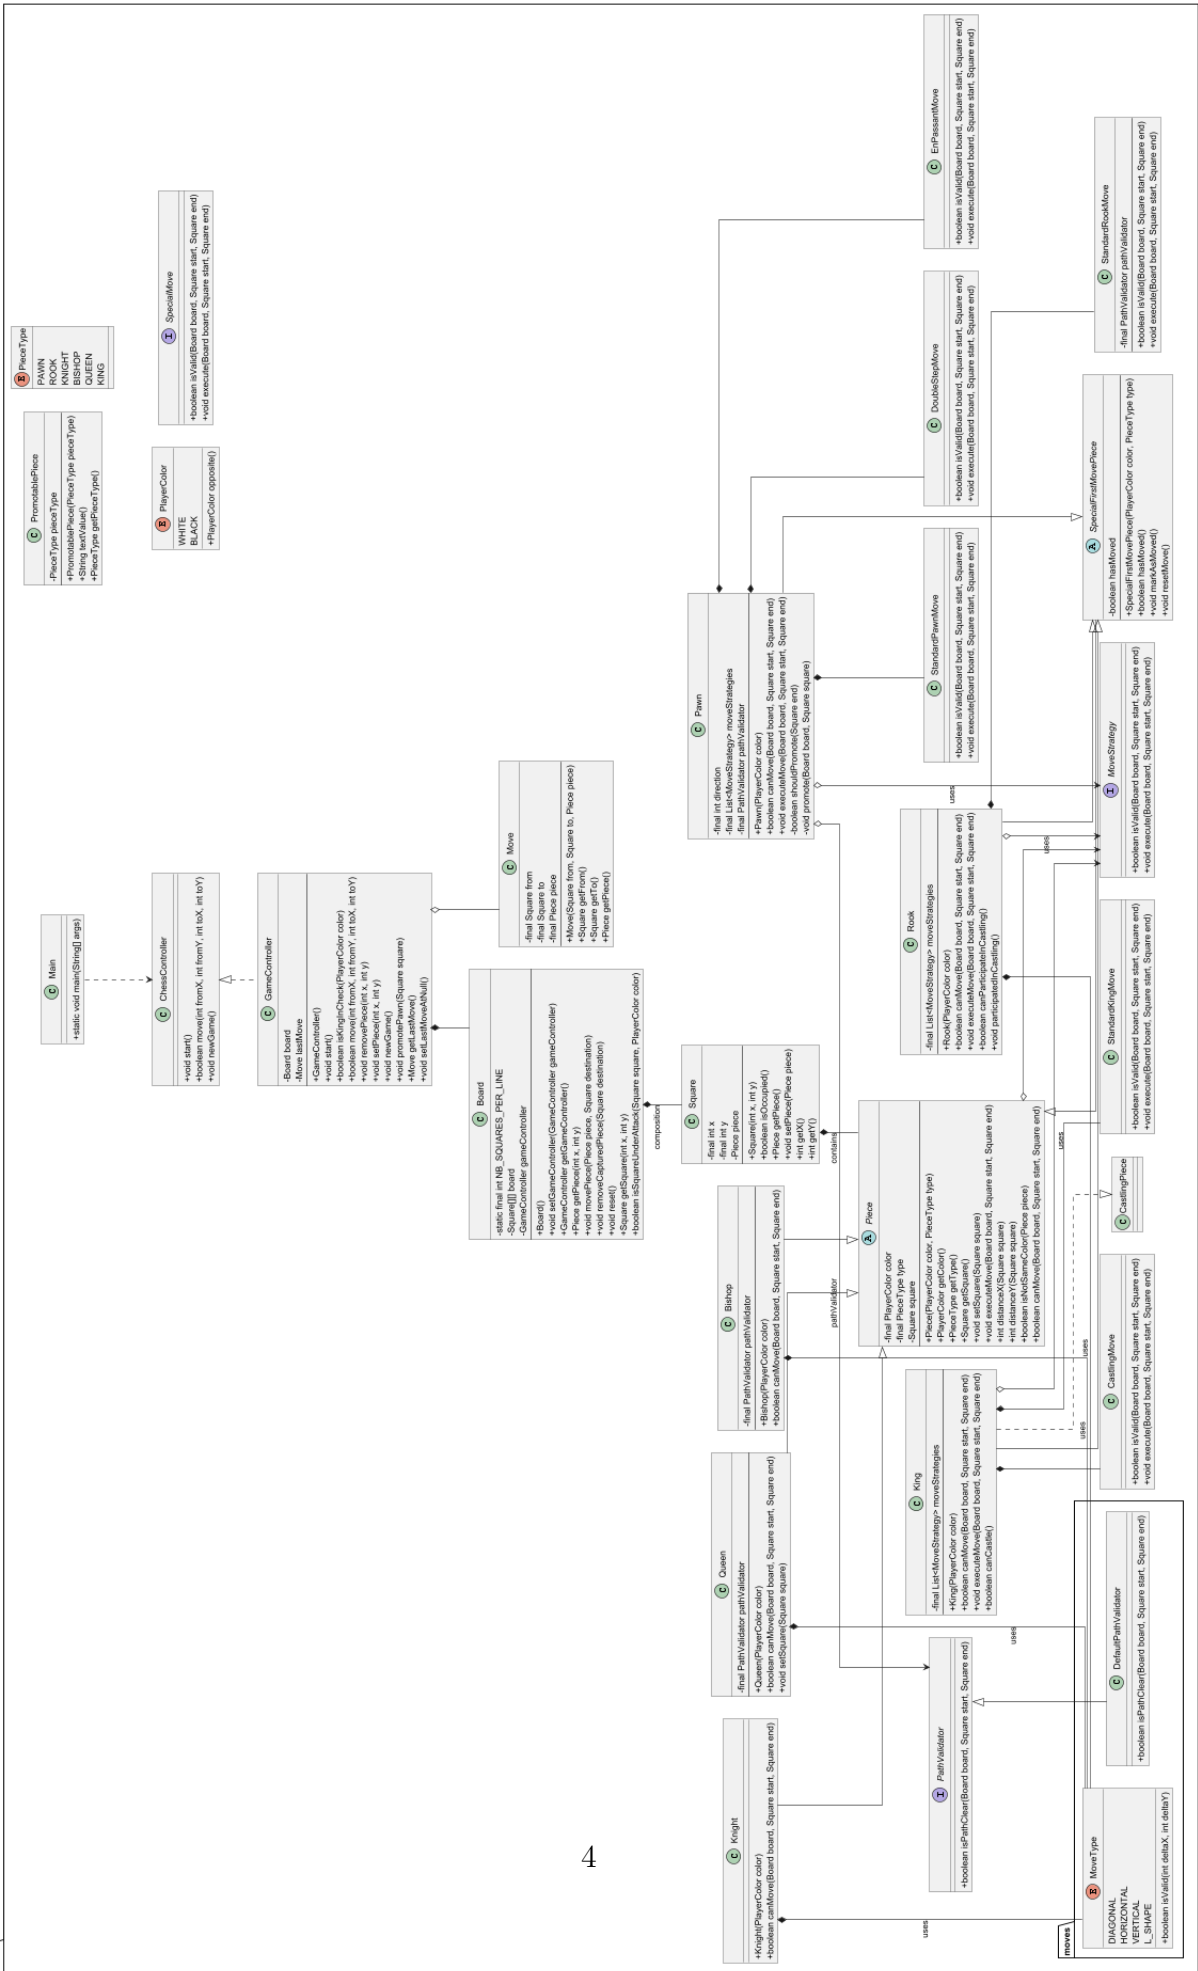 E PieceType
PAWN
ROOK
KNIGHT
BISHOP
QUEEN
KING
C PromotablePiece
-PieceType pieceType
+PromotablePiece(PieceType pieceType)
+String textValue()
+PieceType getPieceType()
I SpecialMove
+boolean isValid(Board board, Square start, Square end)
+void execute(Board board, Square start, Square end)
E PlayerColor
WHITE
BLACK
+PlayerColor opposite()
C Main
+static void main(String[] args)
C ChessController
+void start()
+boolean move(int fromX, int fromY, int toX, int toY)
+void newGame()
C GameController
-Board board
-Move lastMove
+GameController()
+void start()
+boolean isKingInCheck(PlayerColor color)
+boolean move(int fromX, int fromY, int toX, int toY)
+void removePiece(int x, int y)
+void setPiece(int x, int y)
+void newGame()
+void promotePawn(Square square)
+Move getLastMove()
+void setLastMoveAtNull()
C Board
-static final int NB_SQUARES_PER_LINE
-Square[][] board
-GameController gameController
+Board()
+void setGameController(GameController gameController)
+GameController getGameController()
+Piece getPiece(int x, int y)
+void movePiece(Piece piece, Square destination)
+void removeCapturedPiece(Square destination)
+void reset()
+Square getSquare(int x, int y)
+boolean isSquareUnderAttack(Square square, PlayerColor color)
C Move
-final Square from
-final Square to
-final Piece piece
+Move(Square from, Square to, Piece piece)
+Square getFrom()
+Square getTo()
+Piece getPiece()
composition
C Square
-final int x
-final int y
-Piece piece
+Square(int x, int y)
+boolean isOccupied()
+Piece getPiece()
+void setPiece(Piece piece)
+int getX()
+int getY()
contains
C Knight
+Knight(PlayerColor color)
+boolean canMove(Board board, Square start, Square end)
C Queen
-final PathValidator pathValidator
+Queen(PlayerColor color)
+boolean canMove(Board board, Square start, Square end)
+void setSquare(Square square)
C Bishop
-final PathValidator pathValidator
+Bishop(PlayerColor color)
+boolean canMove(Board board, Square start, Square end)
C Pawn
-final int direction
-final List<MoveStrategy> moveStrategies
-final PathValidator pathValidator
+Pawn(PlayerColor color)
+boolean canMove(Board board, Square start, Square end)
+void executeMove(Board board, Square start, Square end)
-boolean shouldPromote(Square end)
-void promote(Board board, Square square)
pathValidator
A Piece
-final PlayerColor color
-final PieceType type
-Square square
+Piece(PlayerColor color, PieceType type)
+PlayerColor getColor()
+PieceType getType()
+Square getSquare()
+void setSquare(Square square)
+void executeMove(Board board, Square start, Square end)
+int distanceX(Square square)
+int distanceY(Square square)
+boolean isNotSameColor(Piece piece)
+boolean canMove(Board board, Square start, Square end)
C Rook
-final List<MoveStrategy> moveStrategies
+Rook(PlayerColor color)
+boolean canMove(Board board, Square start, Square end)
+void executeMove(Board board, Square start, Square end)
+boolean canParticipateInCastling()
+void participatedInCastling()
C King
-final List<MoveStrategy> moveStrategies
+King(PlayerColor color)
+boolean canMove(Board board, Square start, Square end)
+void executeMove(Board board, Square start, Square end)
+boolean canCastle()
I PathValidator
+boolean isPathClear(Board board, Square start, Square end)
C StandardPawnMove
+boolean isValid(Board board, Square start, Square end)
+void execute(Board board, Square start, Square end)
C DoubleStepMove
+boolean isValid(Board board, Square start, Square end)
+void execute(Board board, Square start, Square end)
C EnPassantMove
+boolean isValid(Board board, Square start, Square end)
+void execute(Board board, Square start, Square end)
uses
uses
uses
uses
uses
uses
uses
moves
E MoveType
DIAGONAL
HORIZONTAL
VERTICAL
L_SHAPE
+boolean isValid(int deltaX, int deltaY)
C DefaultPathValidator
+boolean isPathClear(Board board, Square start, Square end)
C CastlingMove
+boolean isValid(Board board, Square start, Square end)
+void execute(Board board, Square start, Square end)
C CastlingPiece
C StandardKingMove
+boolean isValid(Board board, Square start, Square end)
+void execute(Board board, Square start, Square end)
I MoveStrategy
+boolean isValid(Board board, Square start, Square end)
+void execute(Board board, Square start, Square end)
A SpecialFirstMovePiece
-boolean hasMoved
+SpecialFirstMovePiece(PlayerColor color, PieceType type)
+boolean hasMoved()
+void markAsMoved()
+void resetMove()
C StandardRookMove
-final PathValidator pathValidator
+boolean isValid(Board board, Square start, Square end)
+void execute(Board board, Square start, Square end)
4